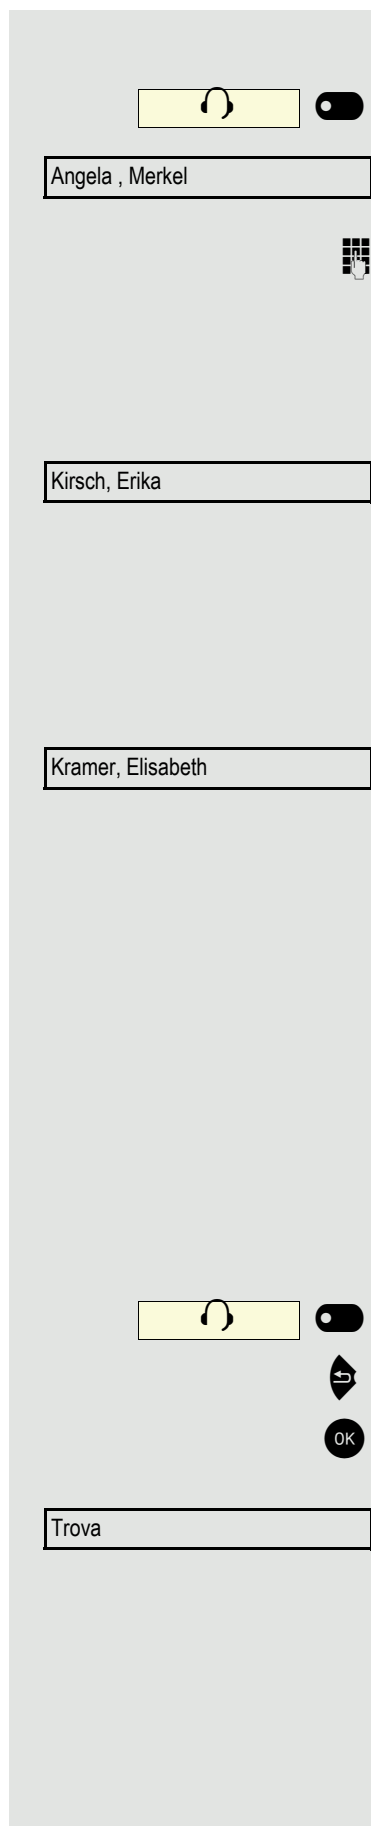 Angela , Merkel
Kirsch, Erika
Kramer, Elisabeth
OK
Trova